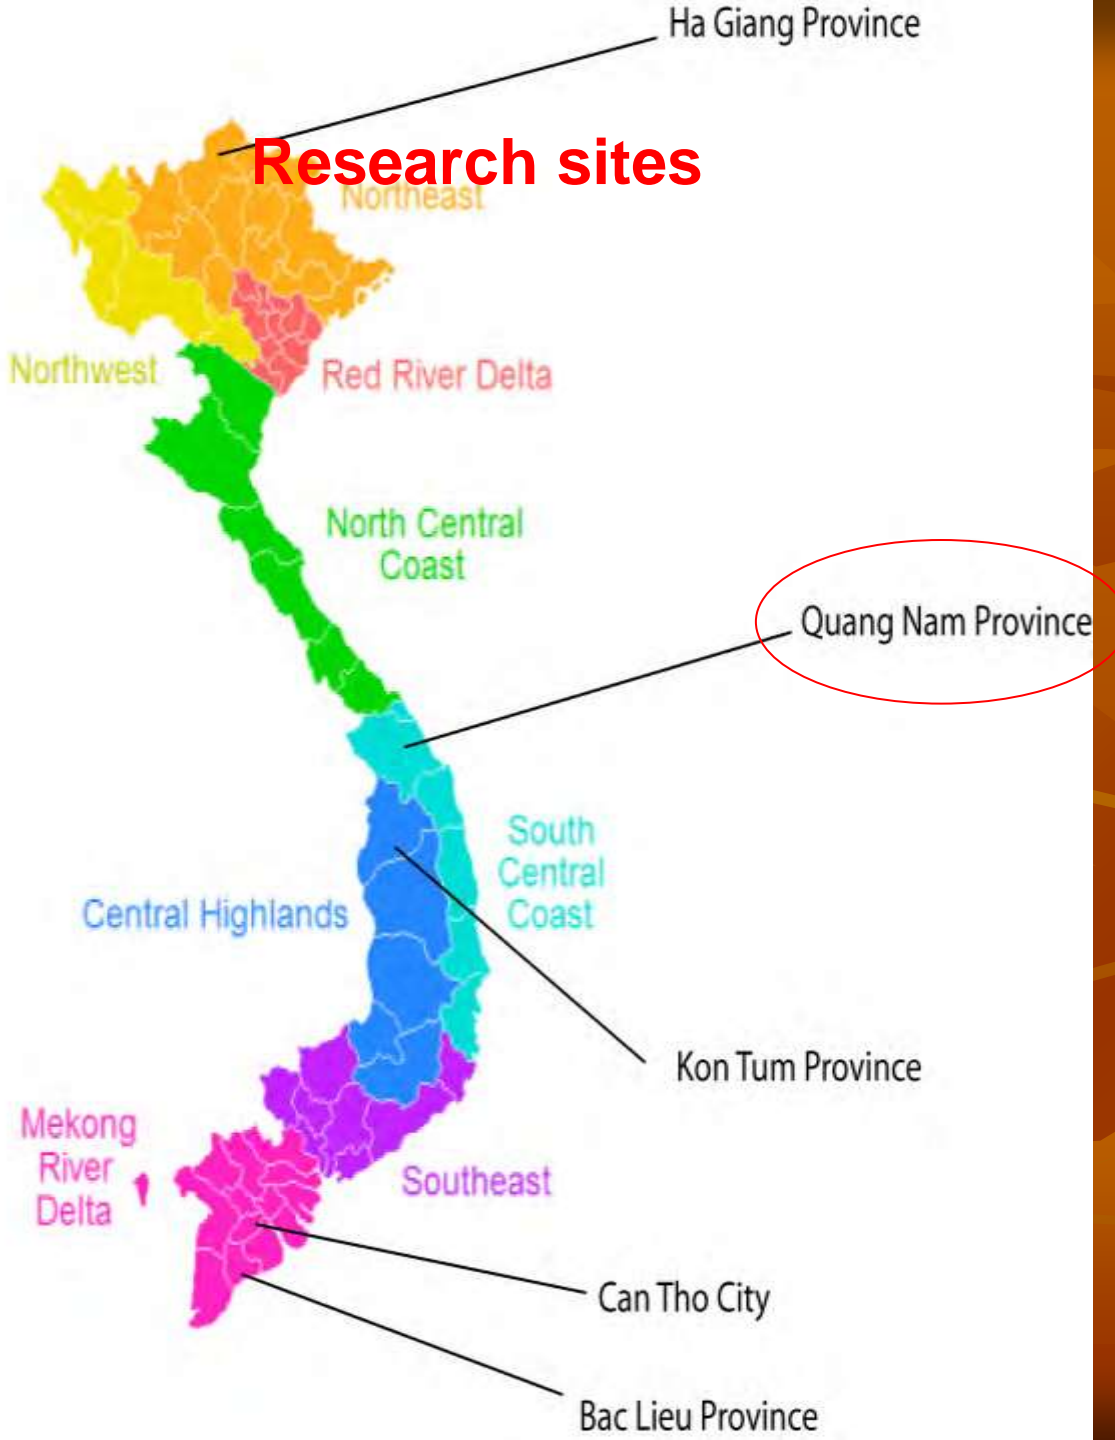 Ha Giang Province
Research sites
Northeast
Northwest
Red River Delta
North Central
Coast
Quang Nam Province
South
Central
Coast
Central Highlands
Kon Tum Province
Mekong
River
Delta
Southeast
Can Tho City
Bac Lieu Province